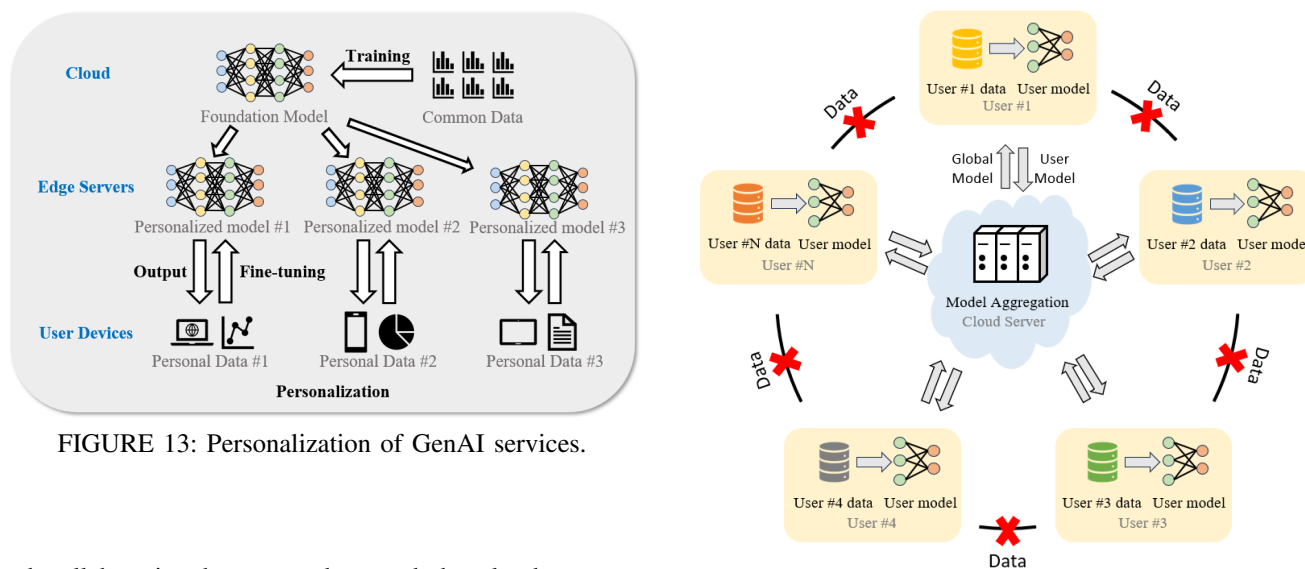 Cloud
Training
Foundation Model
Common Data
Edge Servers
Personalized model #1
Personalized model #2
Personalized model #3
Output
Fine-tuning
User Devices
Personal Data #1
Personal Data #2
Personal Data #3
Personalization
FIGURE 13: Personalization of GenAI services.
User #1 data
User model
User #1
Data
Data
Global
Model
User
Model
User #N data
User model
User #N
User #2 data
User mode
User #2
Model Aggregation
Cloud Server
Data
Data
User #4 data
User model
User #4
User #3 data
User model
User #3
Data